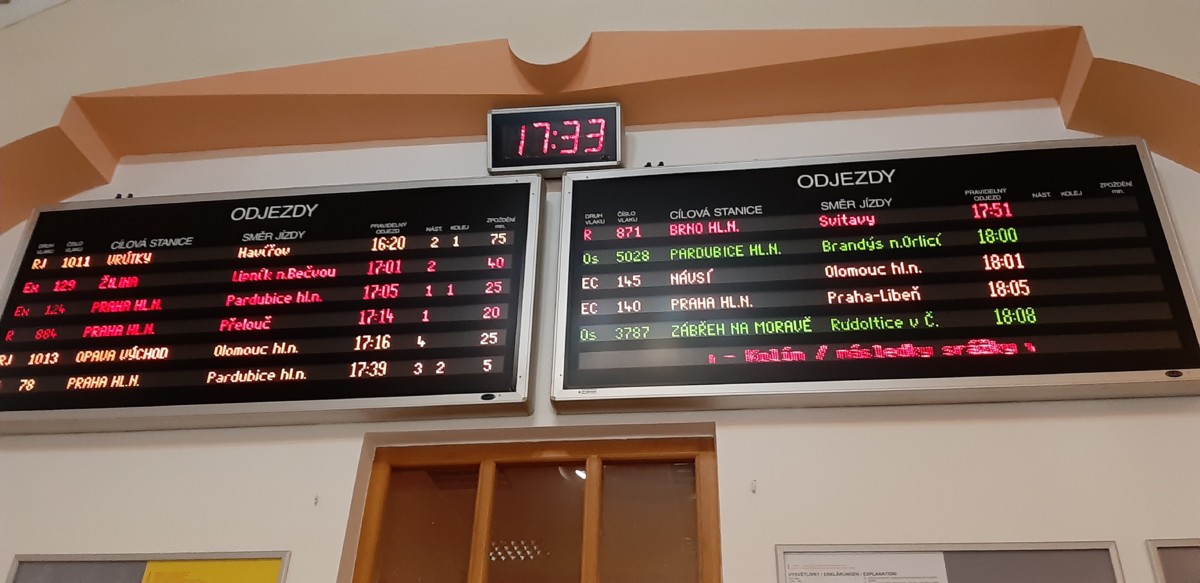 17:33
ODJEZDY
DRUH VLAKU ČÍSLO VLAKU CÍLOVÁ STANICE SMĚR JÍZDY PRAVIDELNÝ ODJEZD NÁST. KOLEJ ZPOŽDĚNÍ min.
RJ 1011 VRÚTKY Havířov 16:20 2 1 75
Ex 129 ŽILINA Lipník n.Bečvou 17:01 2 40
Ex 124 PRAHA HL.N. Pardubice hl.n. 17:05 1 1 25
R 884 PRAHA HL.N. Přelouč 17:14 1 20
RJ 1013 OPAVA VÝCHOD Olomouc hl.n. 17:16 4 25
78 PRAHA HL.N. Pardubice hl.n. 17:39 3 2 5
ODJEZDY
DRUH VLAKU ČÍSLO VLAKU CÍLOVÁ STANICE SMĚR JÍZDY PRAVIDELNÝ ODJEZD NÁST. KOLEJ ZPOŽDĚNÍ min.
R 871 BRNO HL.N. Svitavy 17:51
Os 5028 PARDUBICE HL.N. Brandýs n.Orlicí 18:00
EC 145 NÁVSÍ Olomouc hl.n. 18:01
EC 140 PRAHA HL.N. Praha-Libeň 18:05
Os 3787 ZÁBŘEH NA MORAVĚ Rudoltice v Č. 18:08
- Kolín / následky srážky
VYSVĚTLIVKY / ERKLÄRUNGEN / EXPLANATION: